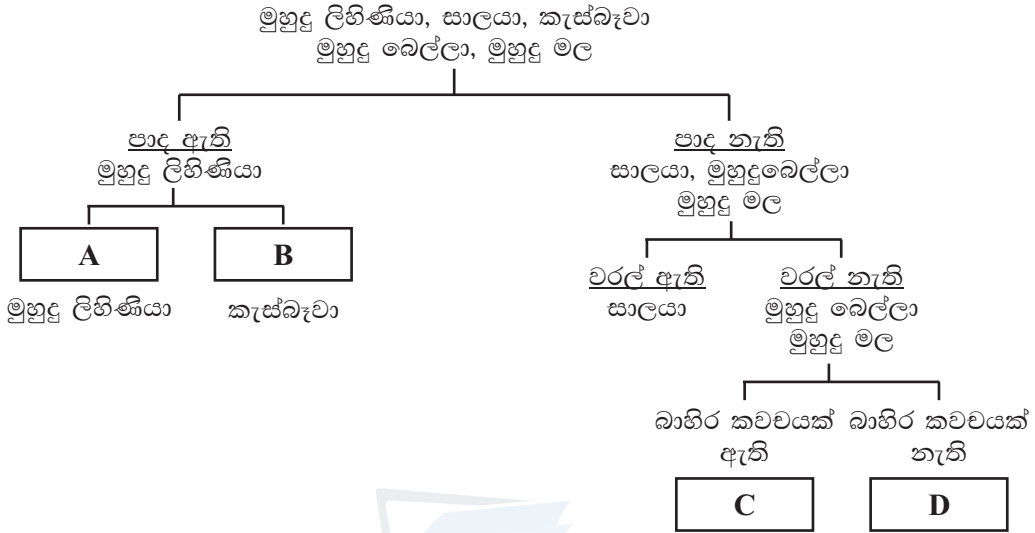 මුහුදු ලිහිණියා, සාලයා, කැස්බෑවා
මුහුදු බෙල්ලා, මුහුදු මල
පාද ඇති
මුහුදු ලිහිණියා
පාද නැති
සාලයා, මුහුදුබෙල්ලා
මුහුදු මල
A
B
මුහුදු ලිහිණියා
කැස්බෑවා
වරල් ඇති
සාලයා
වරල් නැති
මුහුදු බෙල්ලා
මුහුදු මල
බාහිර කවචයක්
ඇති
බාහිර කවචයක්
නැති
C
D